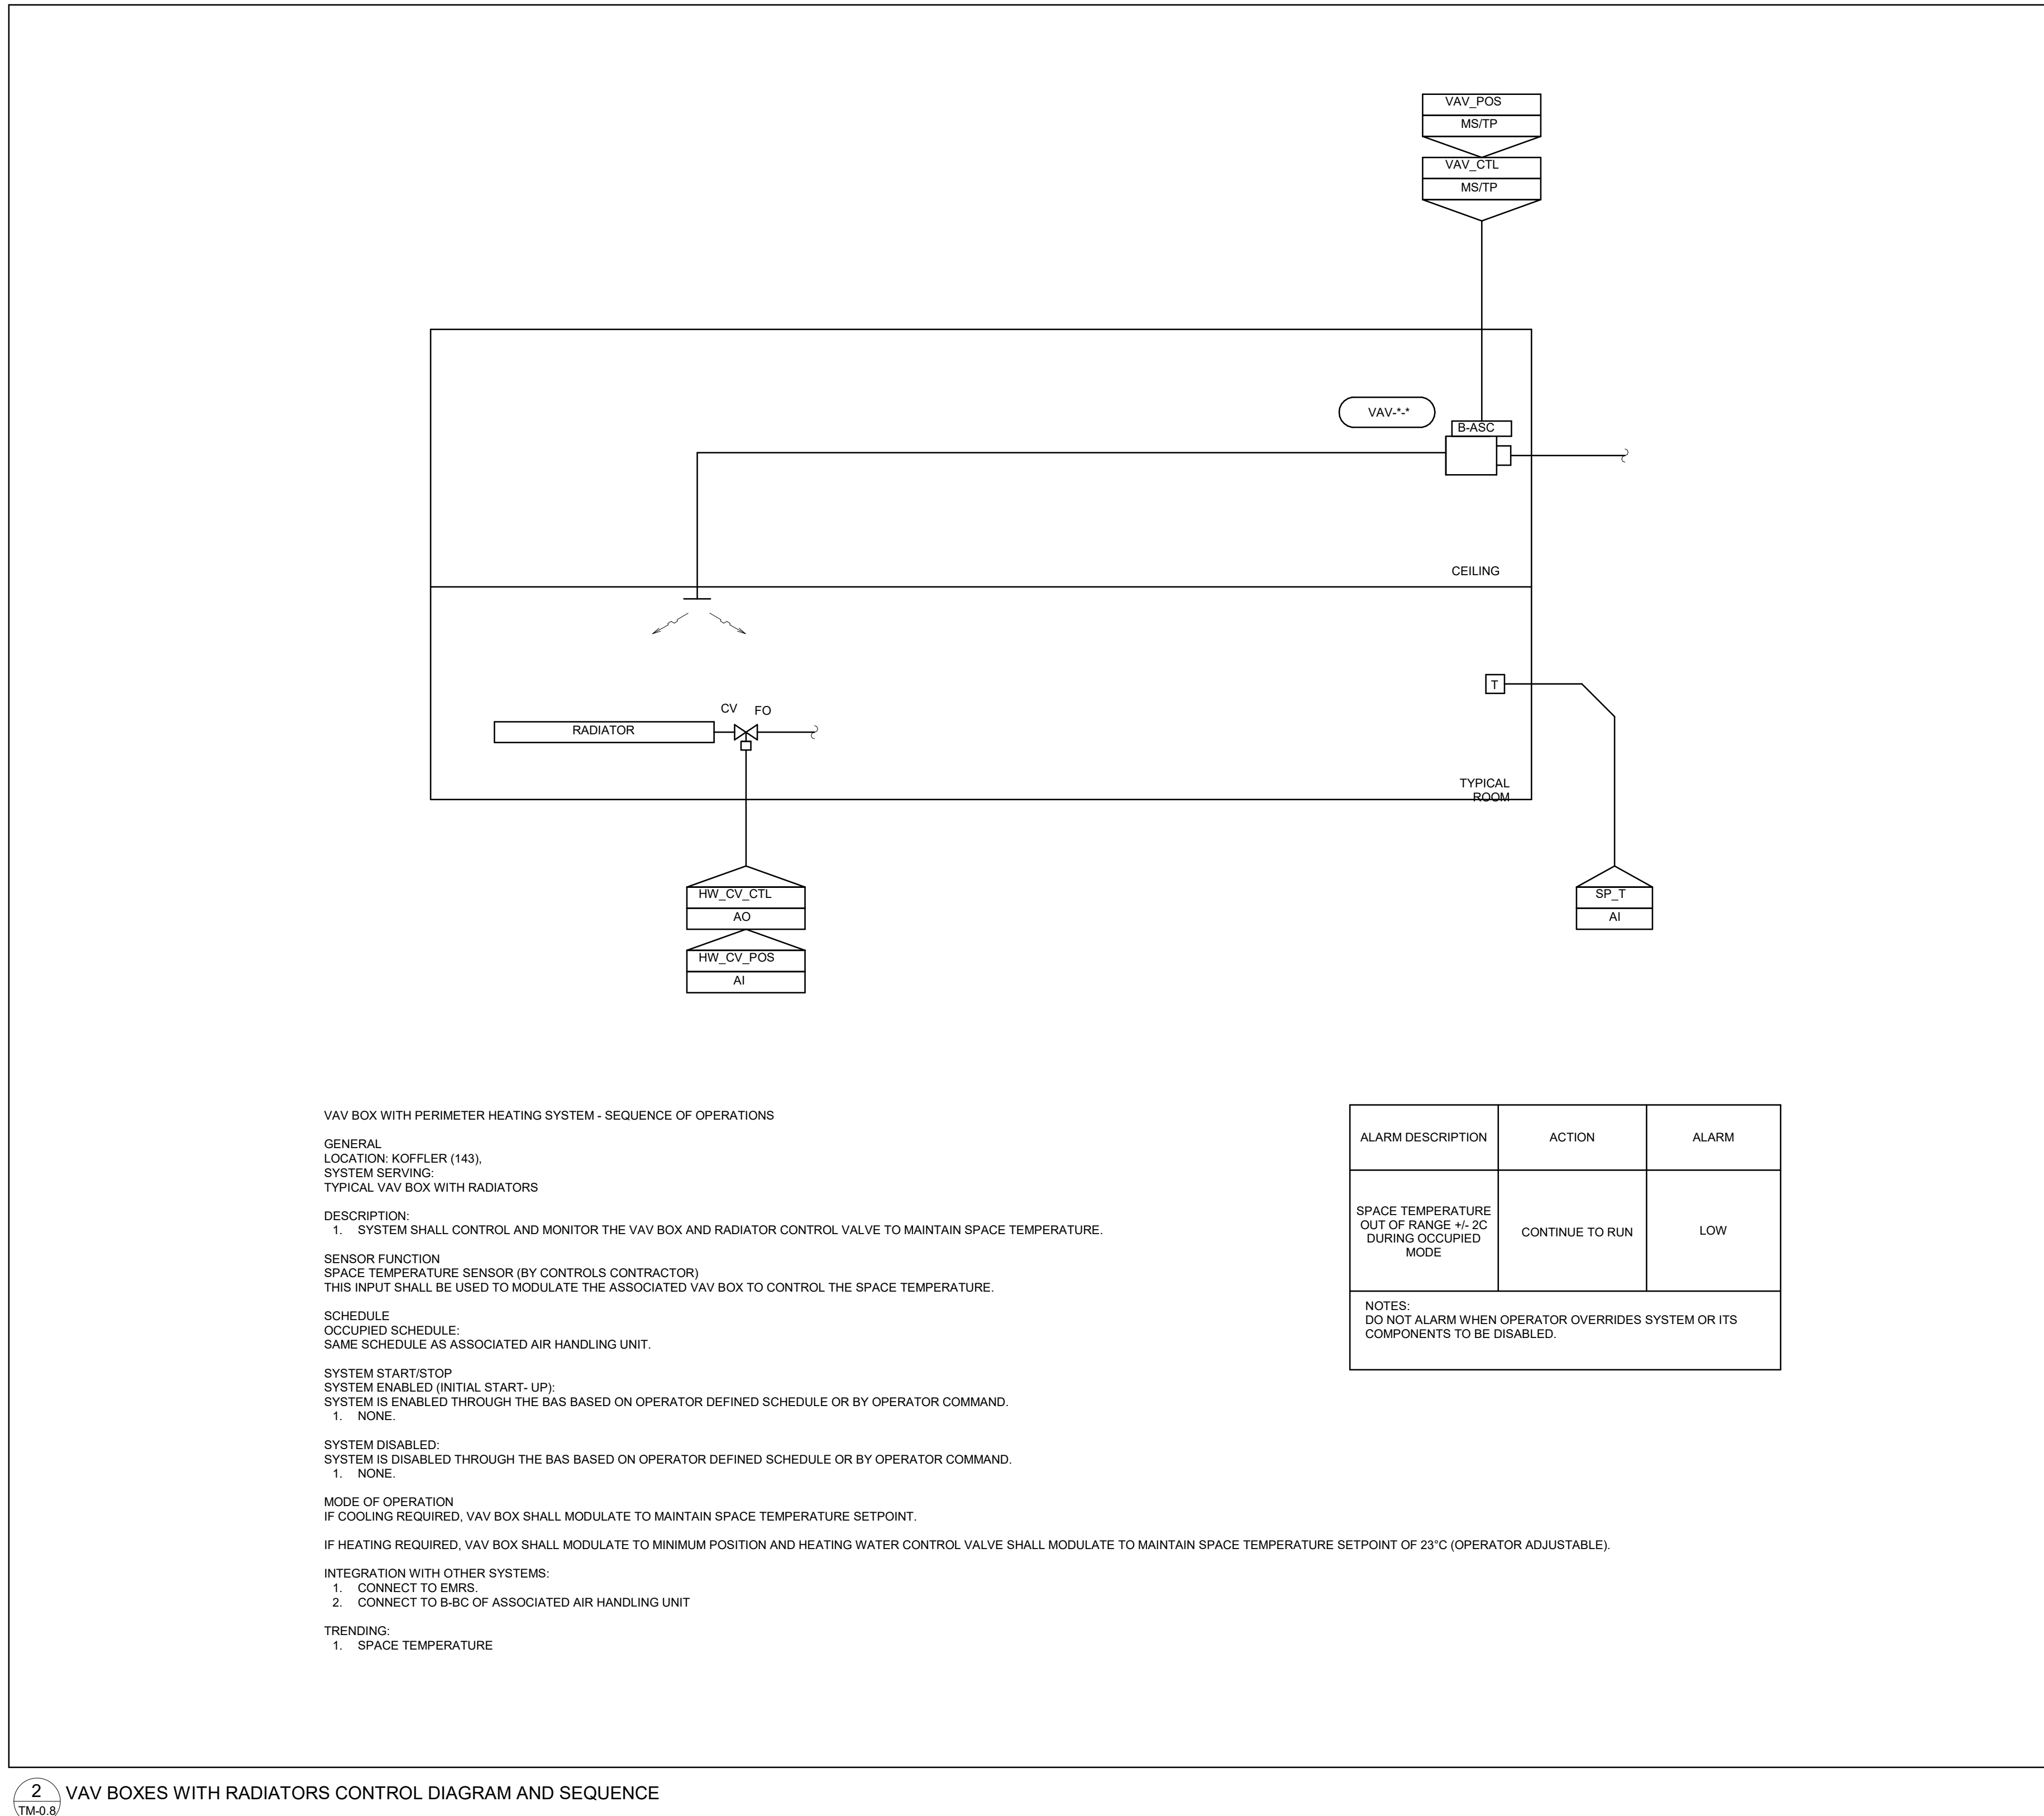 VAV_POS
MS/TP
VAV_CTL
MS/TP
VAV-*-*
B-ASC
CEILING
T
CV
FO
RADIATOR
TYPICAL
ROOM
HW_CV_CTL
AO
HW_CV_POS
AI
SP_T
AI
VAV BOX WITH PERIMETER HEATING SYSTEM - SEQUENCE OF OPERATIONS
GENERAL
LOCATION: KOFFLER (143),
SYSTEM SERVING:
TYPICAL VAV BOX WITH RADIATORS
DESCRIPTION:
1. SYSTEM SHALL CONTROL AND MONITOR THE VAV BOX AND RADIATOR CONTROL VALVE TO MAINTAIN SPACE TEMPERATURE.
SENSOR FUNCTION
SPACE TEMPERATURE SENSOR (BY CONTROLS CONTRACTOR)
THIS INPUT SHALL BE USED TO MODULATE THE ASSOCIATED VAV BOX TO CONTROL THE SPACE TEMPERATURE.
SCHEDULE
OCCUPIED SCHEDULE:
SAME SCHEDULE AS ASSOCIATED AIR HANDLING UNIT.
SYSTEM START/STOP
SYSTEM ENABLED (INITIAL START- UP):
SYSTEM IS ENABLED THROUGH THE BAS BASED ON OPERATOR DEFINED SCHEDULE OR BY OPERATOR COMMAND.
1. NONE.
SYSTEM DISABLED:
SYSTEM IS DISABLED THROUGH THE BAS BASED ON OPERATOR DEFINED SCHEDULE OR BY OPERATOR COMMAND.
1. NONE.
MODE OF OPERATION
IF COOLING REQUIRED, VAV BOX SHALL MODULATE TO MAINTAIN SPACE TEMPERATURE SETPOINT.
IF HEATING REQUIRED, VAV BOX SHALL MODULATE TO MINIMUM POSITION AND HEATING WATER CONTROL VALVE SHALL MODULATE TO MAINTAIN SPACE TEMPERATURE SETPOINT OF 23°C (OPERATOR ADJUSTABLE).
INTEGRATION WITH OTHER SYSTEMS:
1. CONNECT TO EMRS.
2. CONNECT TO B-BC OF ASSOCIATED AIR HANDLING UNIT
TRENDING:
1. SPACE TEMPERATURE
ALARM DESCRIPTION
ACTION
ALARM
SPACE TEMPERATURE
OUT OF RANGE +/- 2C
DURING OCCUPIED
MODE
CONTINUE TO RUN
LOW
NOTES:
DO NOT ALARM WHEN OPERATOR OVERRIDES SYSTEM OR ITS
COMPONENTS TO BE DISABLED.
2
TM-0.8
VAV BOXES WITH RADIATORS CONTROL DIAGRAM AND SEQUENCE